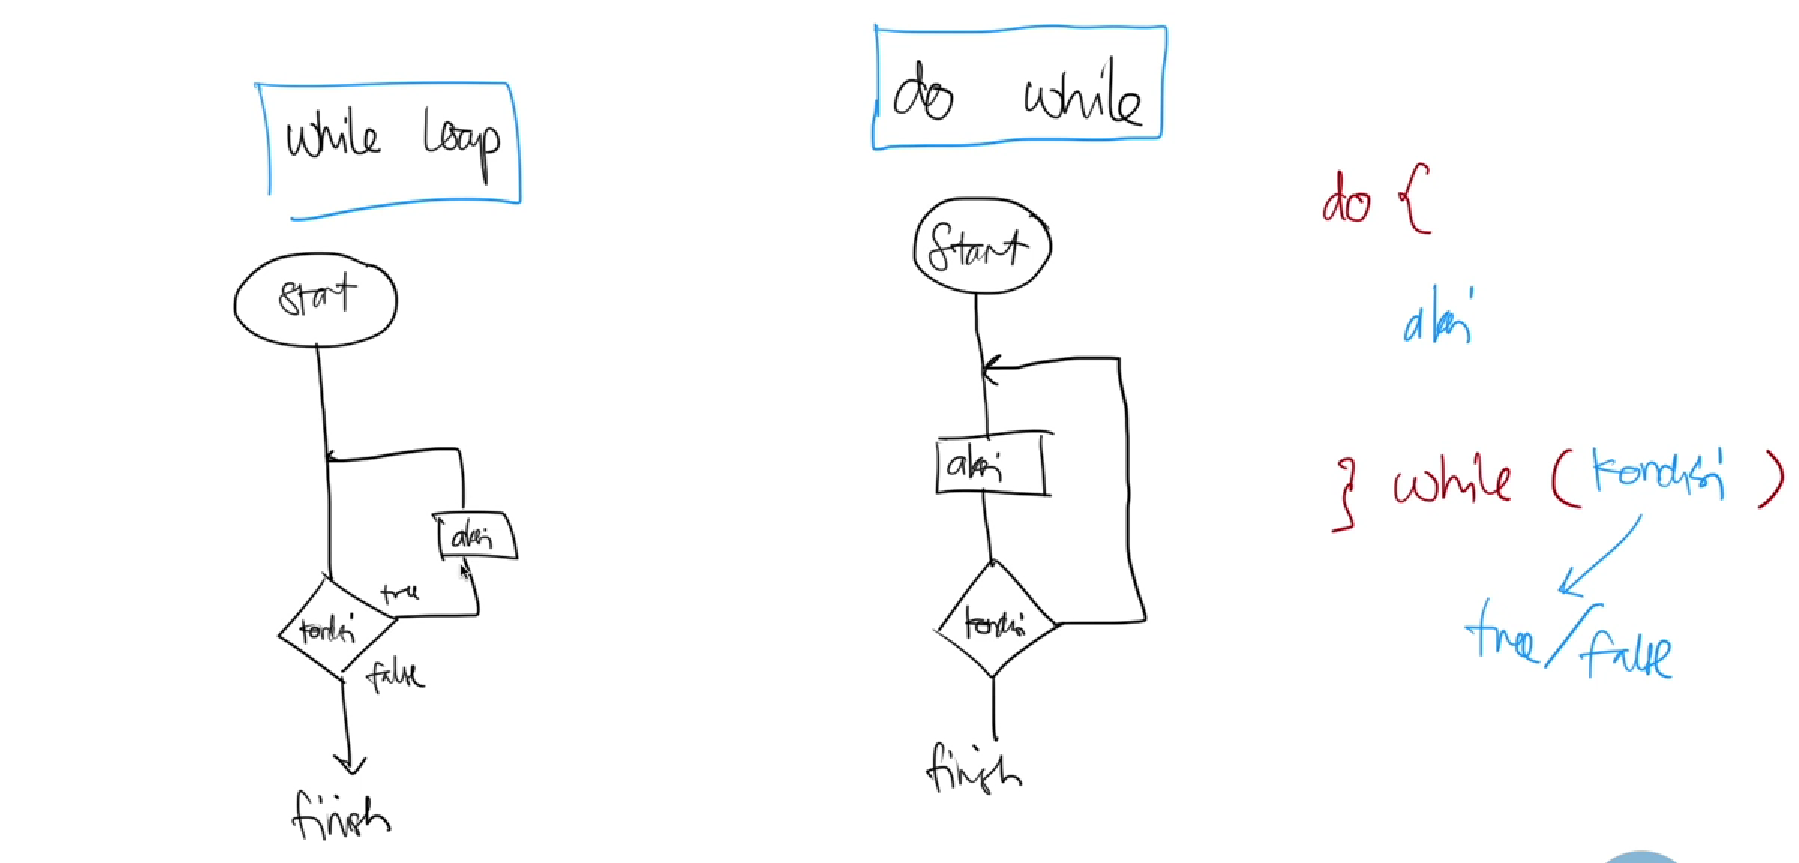 while loop
start
aksi
true
kondisi
false
finish
do while
start
aksi
kondisi
finish
do {
aksi
} while (kondisi)
true/false